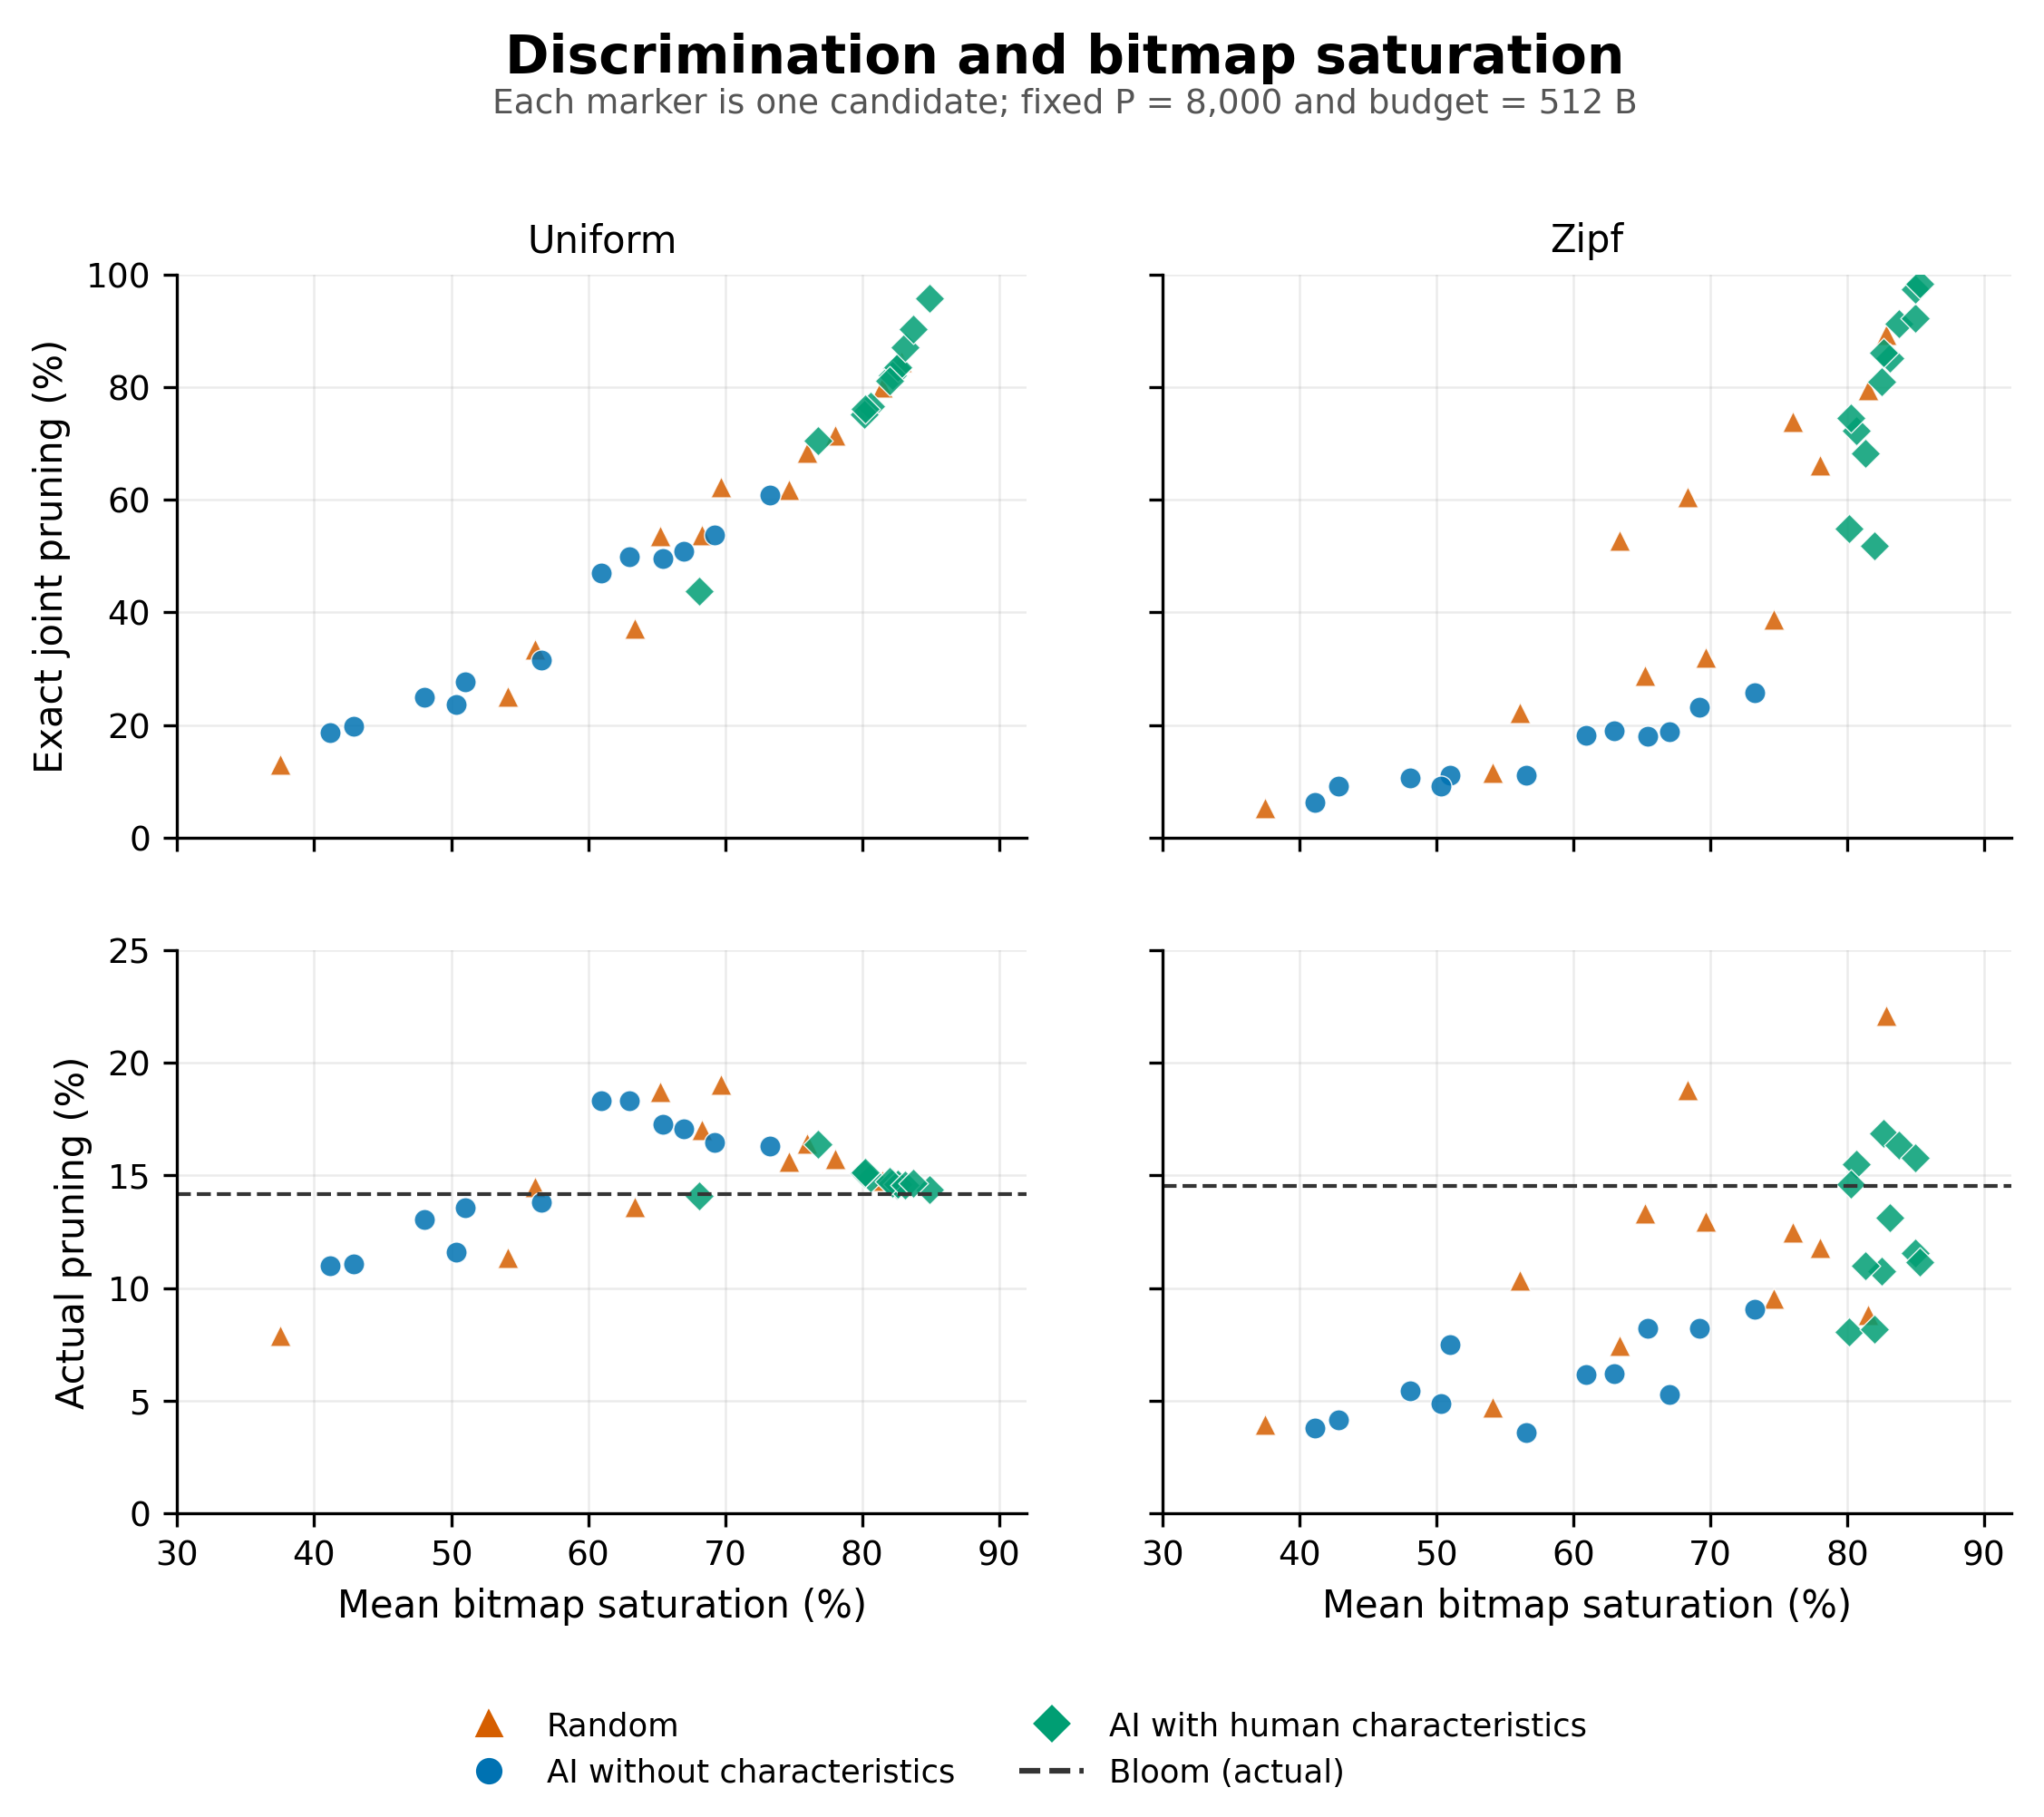 Discrimination and bitmap saturation
Each marker is one candidate; fixed P = 8,000 and budget = 512 B
Uniform
Zipf
Exact joint pruning (%)
100
80
60
40
20
0
Actual pruning (%)
25
20
15
10
5
0
30 40 50 60 70 80 90
30 40 50 60 70 80 90
Mean bitmap saturation (%)
Mean bitmap saturation (%)
Random
AI without characteristics
AI with human characteristics
Bloom (actual)